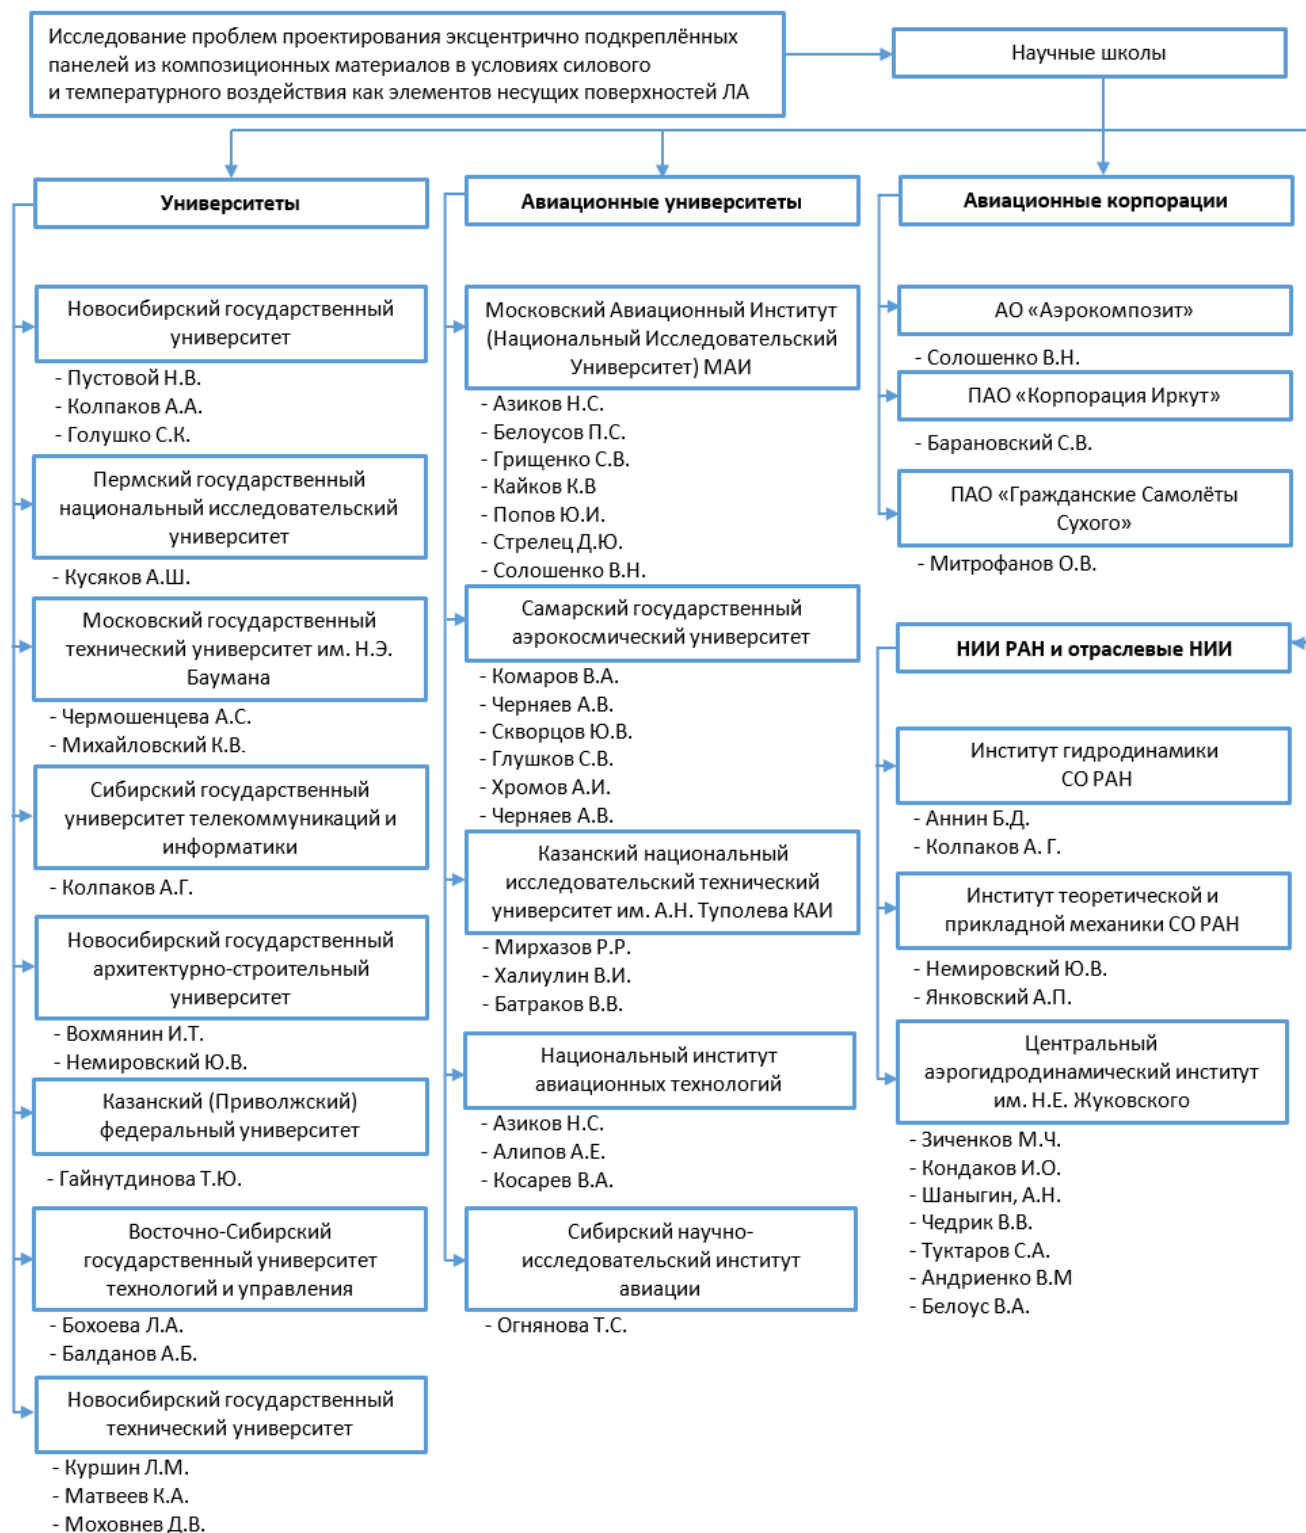 Исследование проблем проектирования эксцентрично подкреплённых
панелей из композиционных материалов в условиях силового
и температурного воздействия как элементов несущих поверхностей ЛА
Научные школы
Университеты
Новосибирский государственный
университет
- Пустовой Н.В.
- Колпаков А.А.
- Голушко С.К.
Пермский государственный
национальный исследовательский
университет
- Кусяков А.Ш.
Московский государственный
технический университет им. Н.Э.
Баумана
- Чермошенцева А.С.
- Михайловский К.В.
Сибирский государственный
университет телекоммуникаций и
информатики
- Колпаков А.Г.
Новосибирский государственный
архитектурно-строительный
университет
- Вохмянин И.Т.
- Немировский Ю.В.
Казанский (Приволжский)
федеральный университет
- Гайнутдинова Т.Ю.
Восточно-Сибирский
государственный университет
технологий и управления
- Бохоева Л.А.
- Балданов А.Б.
Новосибирский государственный
технический университет
- Куршин Л.М.
- Матвеев К.А.
- Моховнев Д.В.
Авиационные университеты
Московский Авиационный Институт
(Национальный Исследовательский
Университет) МАИ
- Азиков Н.С.
- Белоусов П.С.
- Грищенко С.В.
- Кайков К.В
- Попов Ю.И.
- Стрелец Д.Ю.
- Солошенко В.Н.
Самарский государственный
аэрокосмический университет
- Комаров В.А.
- Черняев А.В.
- Скворцов Ю.В.
- Глушков С.В.
- Хромов А.И.
- Черняев А.В.
Казанский национальный
исследовательский технический
университет им. А.Н. Туполева КАИ
- Мирхазов Р.Р.
- Халиулин В.И.
- Батраков В.В.
Национальный институт
авиационных технологий
- Азиков Н.С.
- Алипов А.Е.
- Косарев В.А.
Сибирский научно-
исследовательский институт
авиации
- Огнянова Т.С.
Авиационные корпорации
АО «Аэрокомпозит»
- Солошенко В.Н.
ПАО «Корпорация Иркут»
- Барановский С.В.
ПАО «Гражданские Самолёты
Сухого»
- Митрофанов О.В.
НИИ РАН и отраслевые НИИ
Институт гидродинамики
СО РАН
- Аннин Б.Д.
- Колпаков А. Г.
Институт теоретической и
прикладной механики СО РАН
- Немировский Ю.В.
- Янковский А.П.
Центральный
аэрогидродинамический институт
им. Н.Е. Жуковского
- Зиченков М.Ч.
- Кондаков И.О.
- Шаныгин, А.Н.
- Чедрик В.В.
- Туктаров С.А.
- Андриенко В.М
- Белоус В.А.